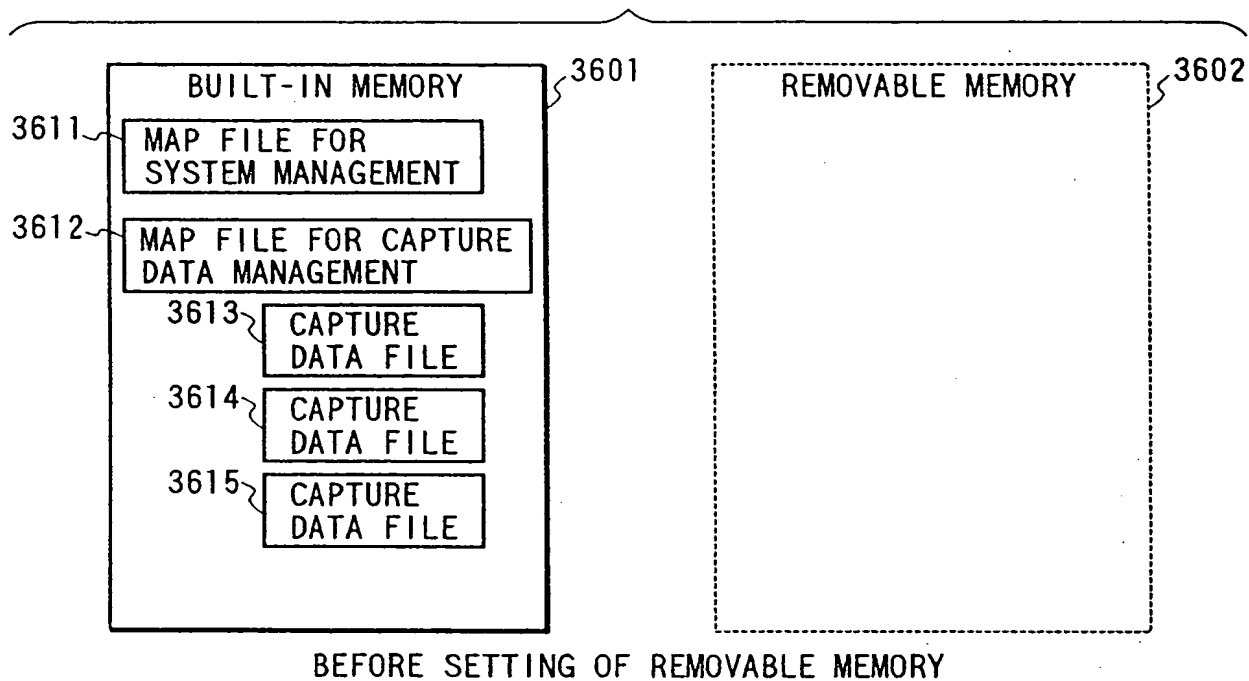 BUILT-IN MEMORY
3601
REMOVABLE MEMORY
3602
3611
MAP FILE FOR
SYSTEM MANAGEMENT
3612
MAP FILE FOR CAPTURE
DATA MANAGEMENT
3613
CAPTURE
DATA FILE
3614
CAPTURE
DATA FILE
3615
CAPTURE
DATA FILE
BEFORE SETTING OF REMOVABLE MEMORY